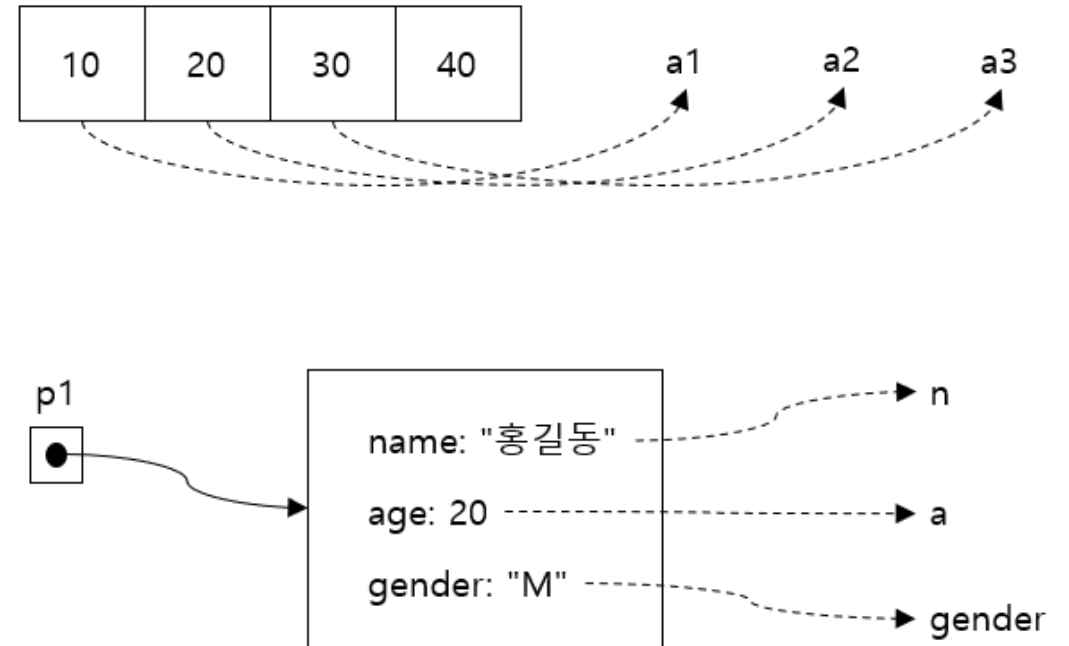 10 20 30 40 a1 a2 a3
p1
name: "홍길동"
age: 20
gender: "M"
n
a
gender